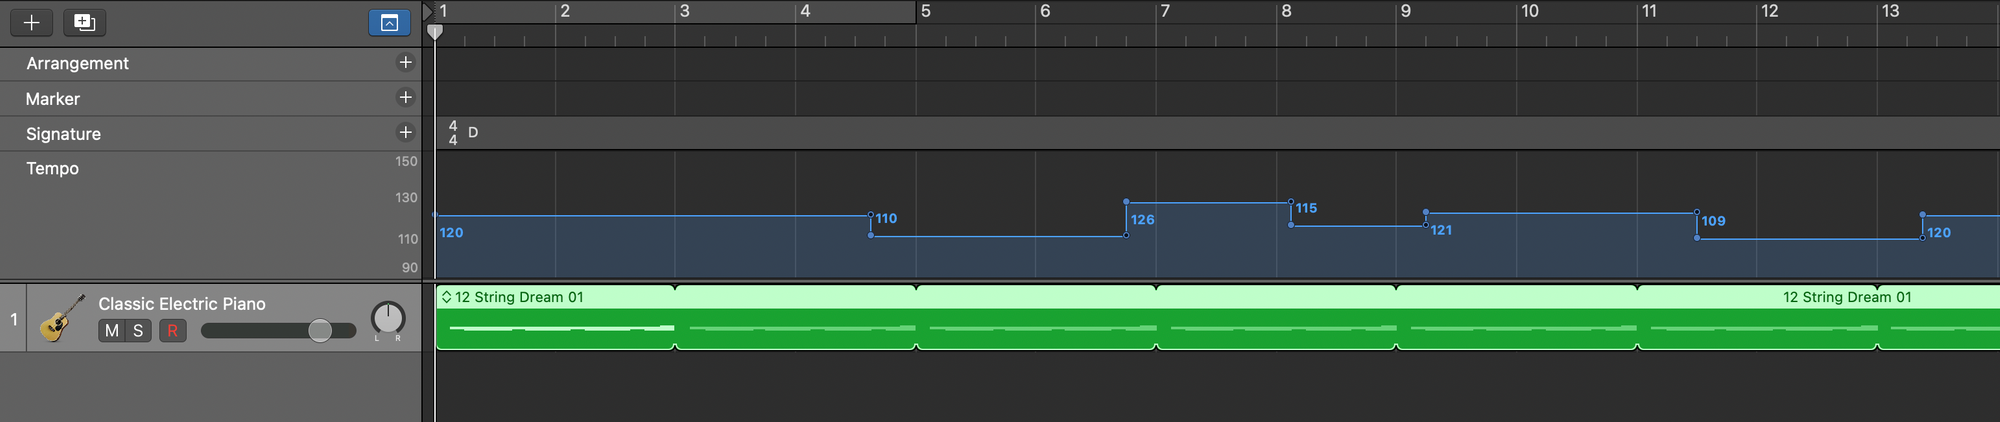 1 2 3 4 5 6 7 8 9 10 11 12 13
Arrangement
Marker
Signature
4
4 D
Tempo
150
130
110
90
120 110 126 115 121 109 120
1
Classic Electric Piano
M S R
L R
12 String Dream 01
12 String Dream 01